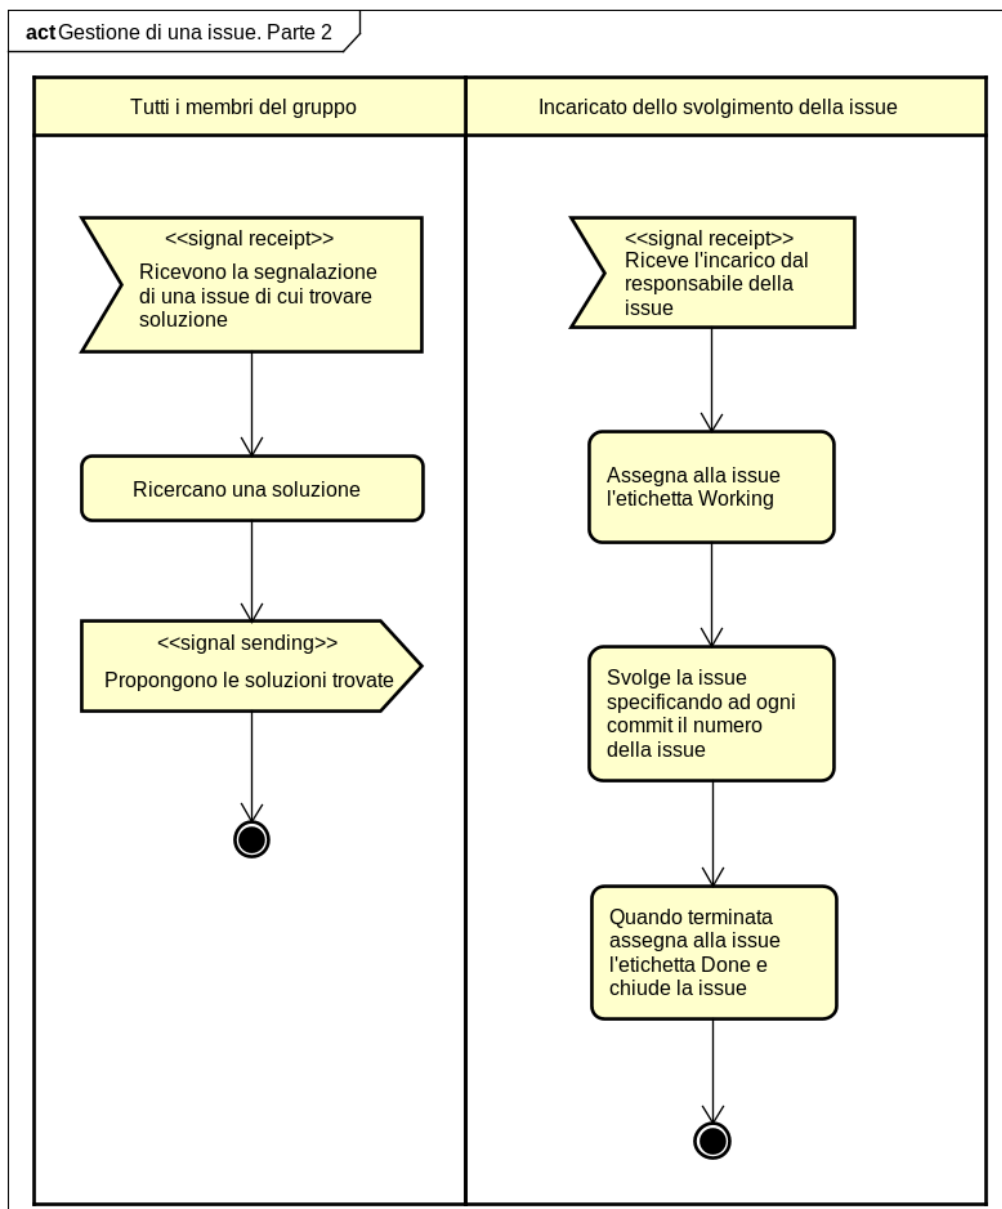 act Gestione di una issue. Parte 2
Tutti i membri del gruppo
Incaricato dello svolgimento della issue
<<signal receipt>>
Ricevono la segnalazione
di una issue di cui trovare
soluzione
Ricercano una soluzione
<<signal sending>>
Propongono le soluzioni trovate
<<signal receipt>>
Riceve l'incarico dal
responsabile della
issue
Assegna alla issue
l'etichetta Working
Svolge la issue
specificando ad ogni
commit il numero
della issue
Quando terminata
assegna alla issue
l'etichetta Done e
chiude la issue